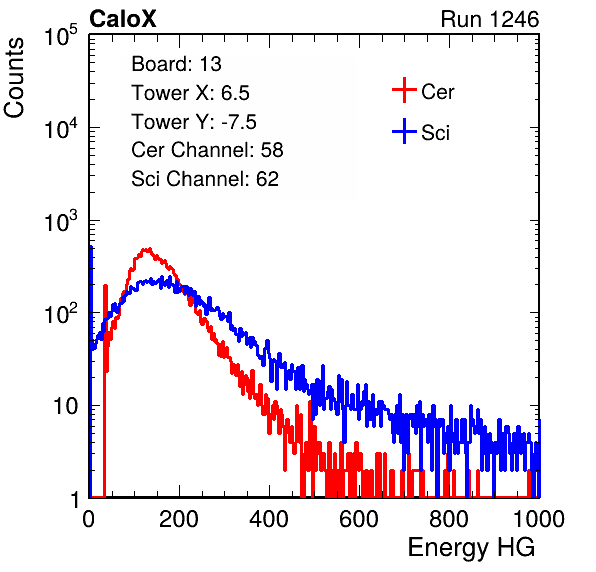 CaloX Run 1246
Counts
10^5
10^4
10^3
10^2
10
1
Board: 13
Tower X: 6.5
Tower Y: -7.5
Cer Channel: 58
Sci Channel: 62
Cer
Sci
0 200 400 600 800 1000
Energy HG